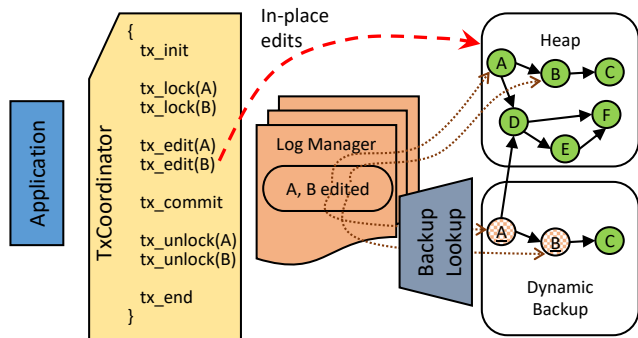 Application
TxCoordinator
{
tx_init
tx_lock(A)
tx_lock(B)
tx_edit(A)
tx_edit(B)
tx_commit
tx_unlock(A)
tx_unlock(B)
tx_end
}
In-place
edits
Log Manager
A, B edited
Backup
Lookup
Heap
A
B
C
D
F
E
A
B
C
Dynamic
Backup